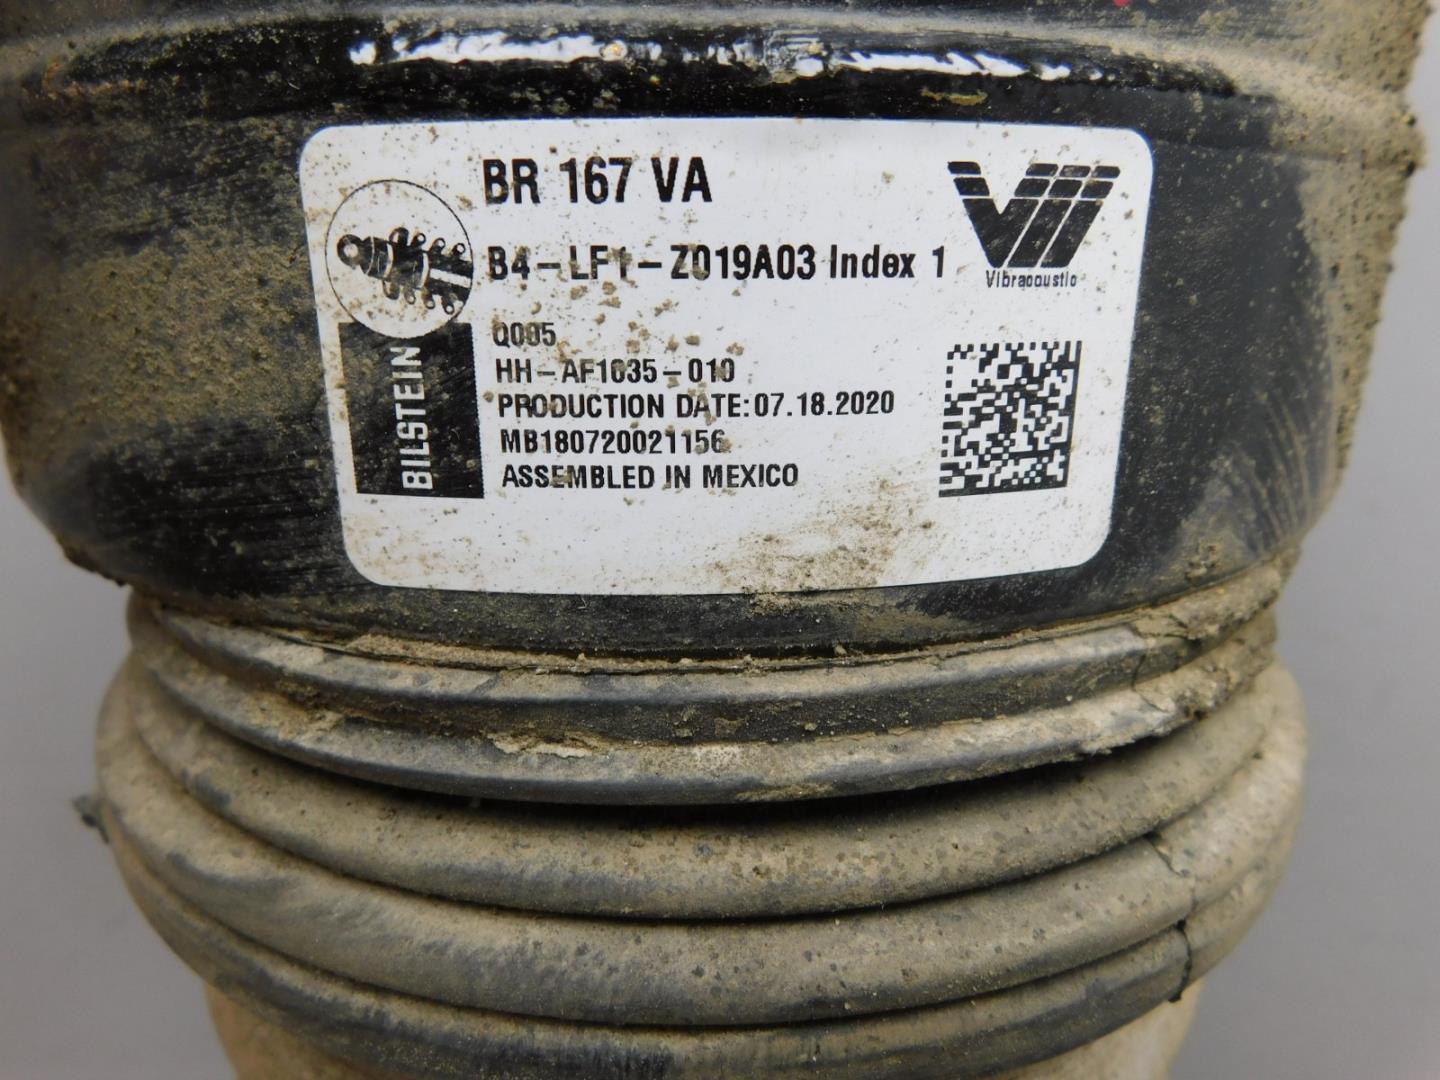 BR 167 VA
B4-LF1-Z019A03 Index 1
Vibracoustic
Q005
HH-AF1635-010
PRODUCTION DATE:07.18.2020
MB180720021156
ASSEMBLED IN MEXICO
BILSTEIN